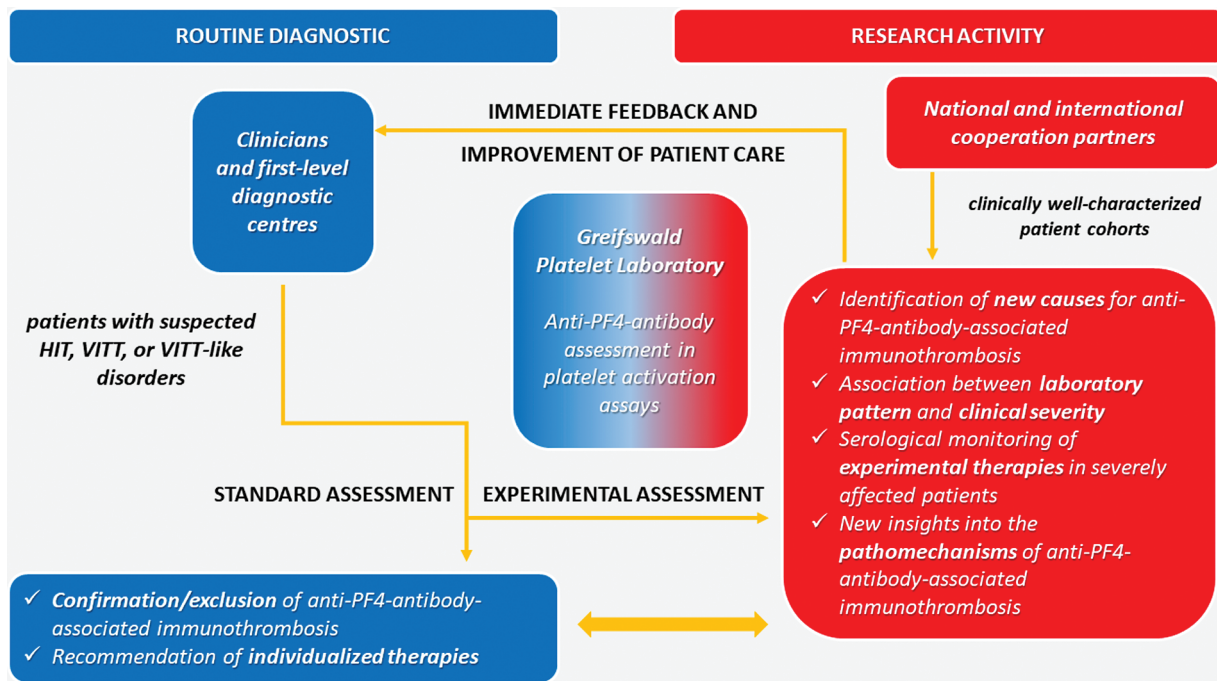 ROUTINE DIAGNOSTIC
RESEARCH ACTIVITY
Clinicians
and first-level
diagnostic
centres
IMMEDIATE FEEDBACK AND
IMPROVEMENT OF PATIENT CARE
National and international
cooperation partners
clinically well-characterized
patient cohorts
Greifswald
Platelet Laboratory
Anti-PF4-antibody
assessment in
platelet activation
assays
patients with suspected
HIT, VITT, or VITT-like
disorders
STANDARD ASSESSMENT
EXPERIMENTAL ASSESSMENT
✓ Identification of new causes for anti-
PF4-antibody-associated
immunothrombosis
✓ Association between laboratory
pattern and clinical severity
✓ Serological monitoring of
experimental therapies in severely
affected patients
✓ New insights into the
pathomechanisms of anti-PF4-
antibody-associated
immunothrombosis
✓ Confirmation/exclusion of anti-PF4-antibody-
associated immunothrombosis
✓ Recommendation of individualized therapies